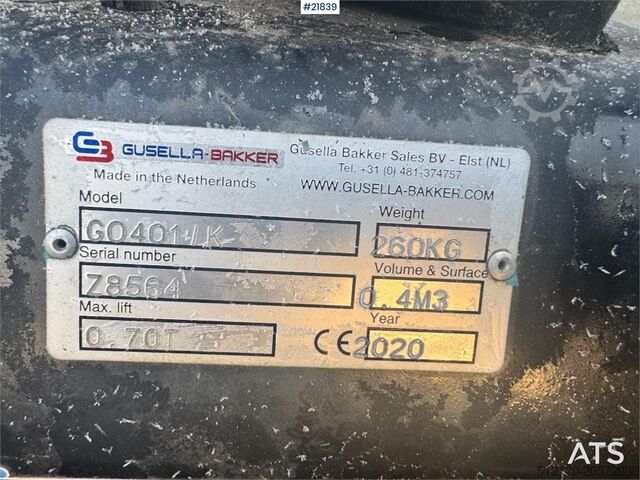 #21839
GB GUSELLA-BAKKER
Gusella Bakker Sales BV - Elst (NL)
Tel. +31 (0) 481-374757
Made in the Netherlands
WWW.GUSELLA-BAKKER.COM
Model
GO401/K
Weight
260KG
Serial number
Z8564
Volume & Surface
0.4M3
Max. lift
0.70T
Year
CE 2020
ATS